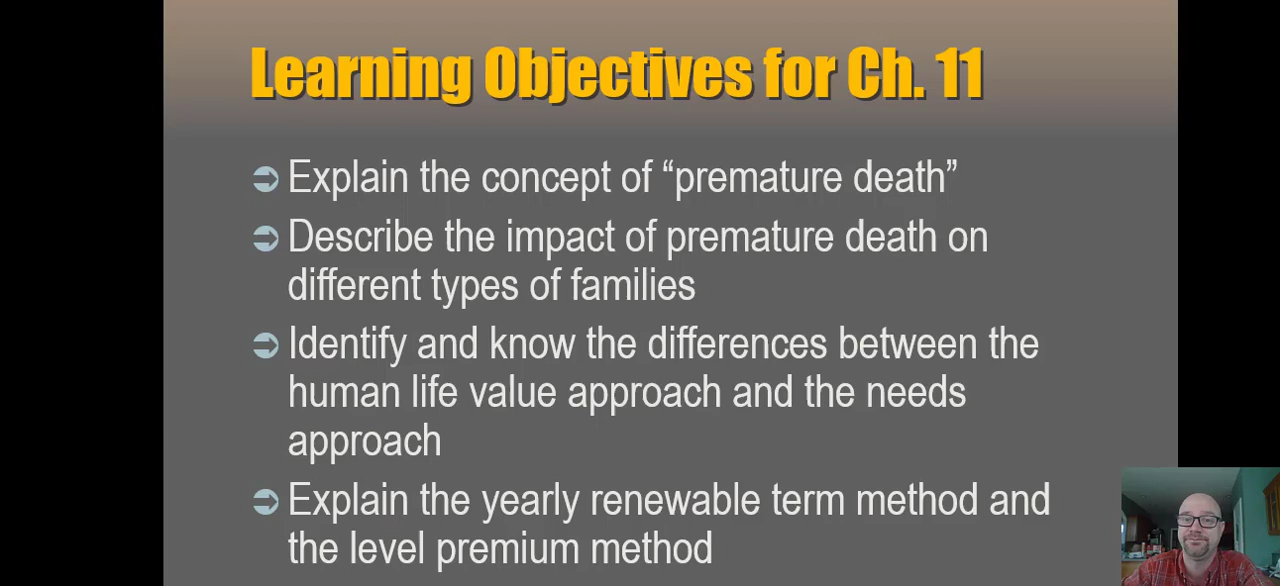 Learning Objectives for Ch. 11
Explain the concept of “premature death”
Describe the impact of premature death on
different types of families
Identify and know the differences between the
human life value approach and the needs
approach
Explain the yearly renewable term method and
the level premium method